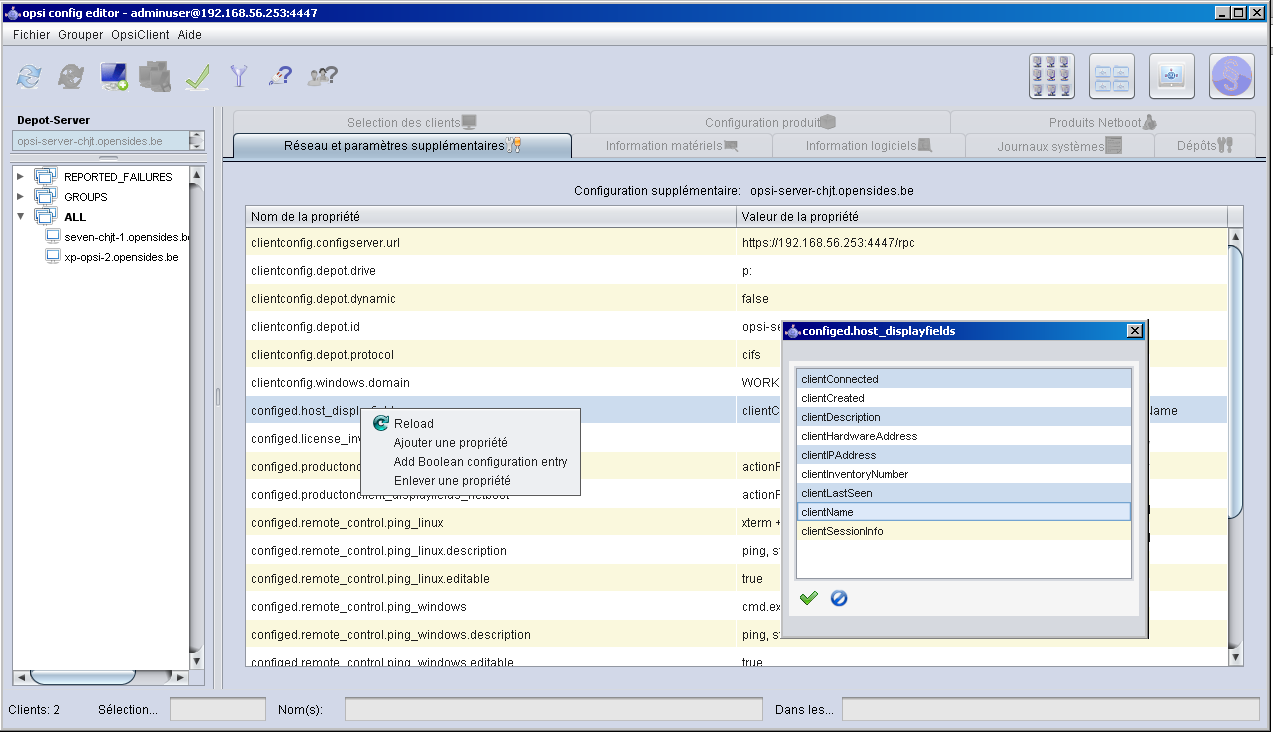 opsi config editor - adminuser@192.168.56.253:4447
Fichier Grouper OpsiClient Aide
Depot-Server
opsi-server-chjt.opensides.be
REPORTED_FAILURES
GROUPS
ALL
seven-chjt-1.opensides.be
xp-opsi-2.opensides.be
Selection des clients
Configuration produit
Produits Netboot
Réseau et paramètres supplémentaires
Information matériels
Information logiciels
Journaux systèmes
Dépôts
Configuration supplémentaire: opsi-server-chjt.opensides.be
Nom de la propriété Valeur de la propriété
clientconfig.configserver.url https://192.168.56.253:4447/rpc
clientconfig.depot.drive p:
clientconfig.depot.dynamic false
clientconfig.depot.id opsi-se
clientconfig.depot.protocol cifs
clientconfig.windows.domain WORK
configed.host_displ clientC Name
configed.license_inv
configed.producton actionF
configed.productonclient_displayfields_netboot actionF
configed.remote_control.ping_linux xterm +
configed.remote_control.ping_linux.description ping, s
configed.remote_control.ping_linux.editable true
configed.remote_control.ping_windows cmd.ex
configed.remote_control.ping_windows.description ping, s
configed.remote_control.ping_windows.editable true
Reload
Ajouter une propriété
Add Boolean configuration entry
Enlever une propriété
configed.host_displayfields
clientConnected
clientCreated
clientDescription
clientHardwareAddress
clientIPAddress
clientInventoryNumber
clientLastSeen
clientName
clientSessionInfo
Clients: 2 Sélection... Nom(s): Dans les...